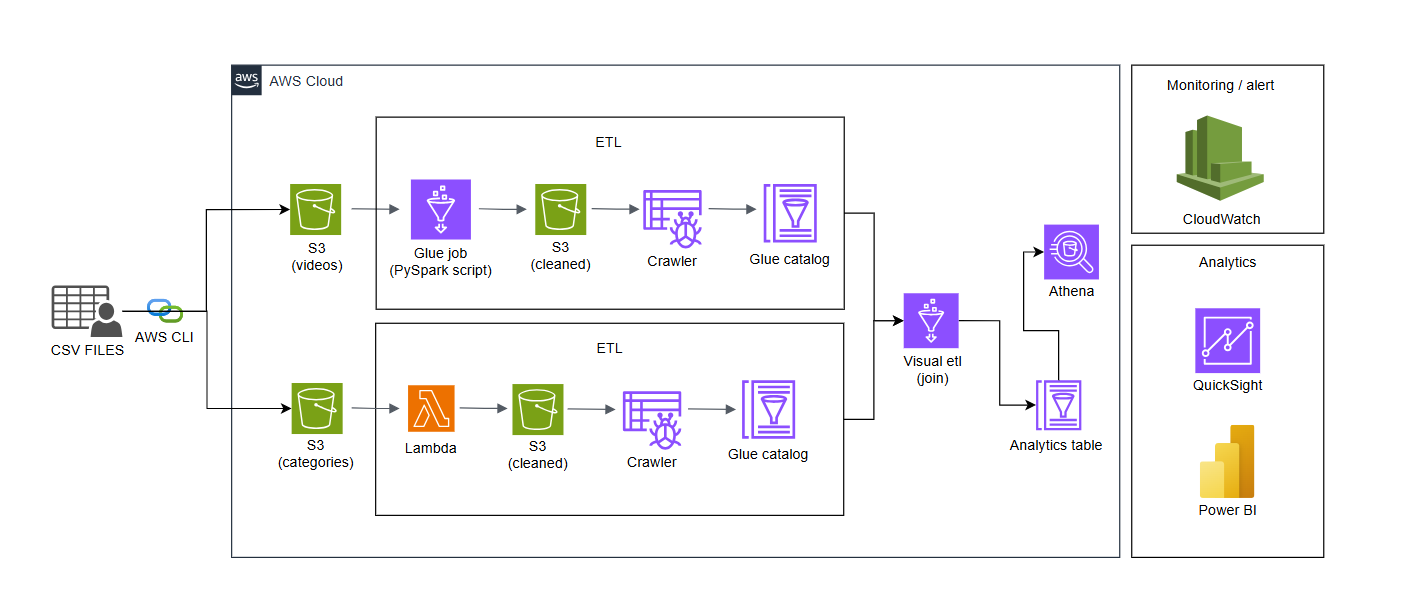 aws
AWS Cloud
Monitoring / alert
CloudWatch
ETL
S3
(videos)
Glue job
(PySpark script)
S3
(cleaned)
Crawler
Glue catalog
CSV FILES
AWS CLI
ETL
S3
(categories)
Lambda
S3
(cleaned)
Crawler
Glue catalog
Visual etl
(join)
Athena
Analytics table
Analytics
QuickSight
Power BI